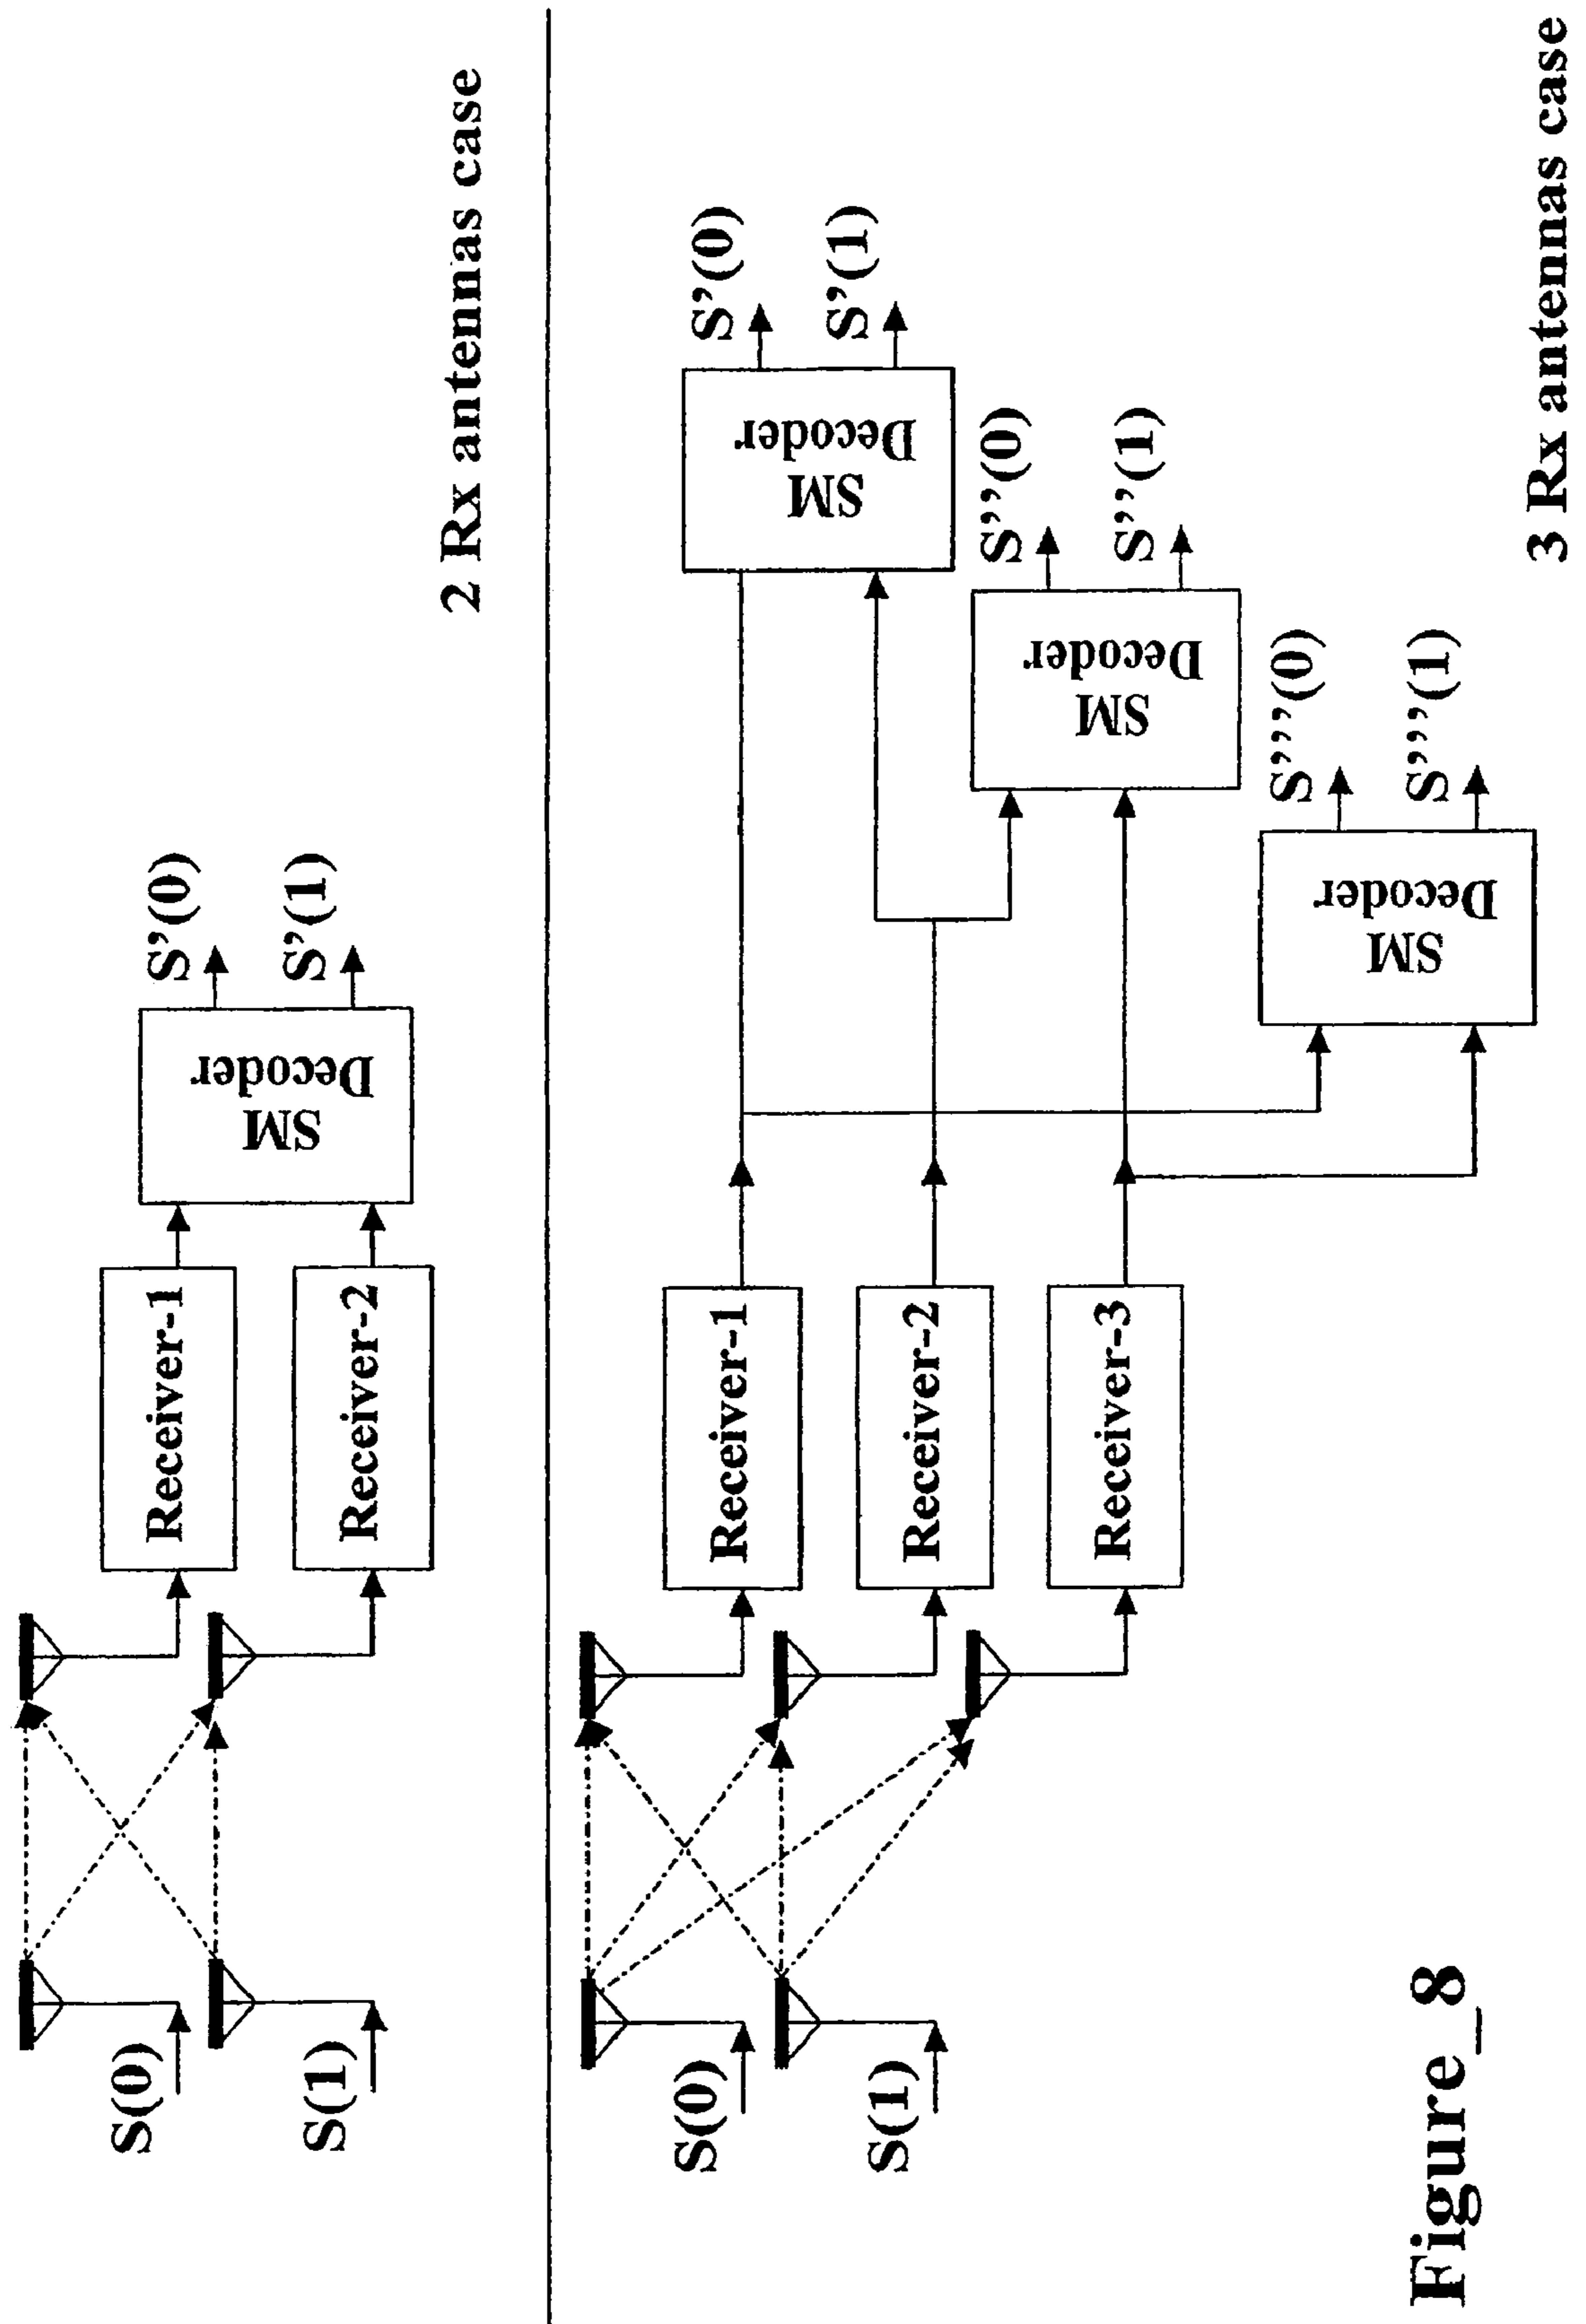 S(0)
S(1)
Receiver-1
Receiver-2
SM
Decoder
S’(0)
S’(1)
2 Rx antennas case
S(0)
S(1)
Receiver-1
Receiver-2
Receiver-3
SM
Decoder
S’(0)
S’(1)
SM
Decoder
S’’(0)
S’’(1)
SM
Decoder
S’’’(0)
S’’’(1)
Figure_8
3 Rx antennas case